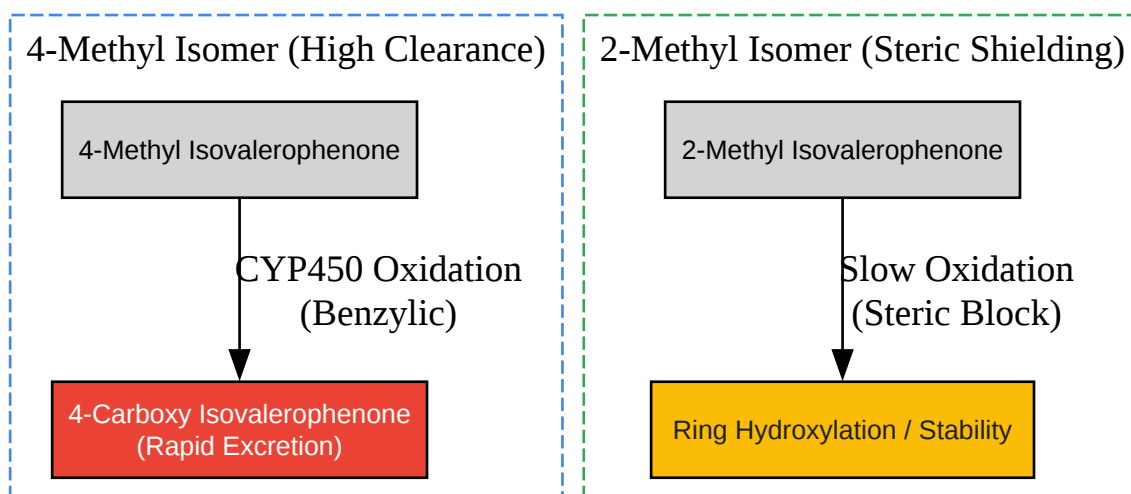 4-Methyl Isomer (High Clearance)
4-Methyl Isovalerophenone
CYP450 Oxidation
(Benzylic)
4-Carboxy Isovalerophenone
(Rapid Excretion)
2-Methyl Isomer (Steric Shielding)
2-Methyl Isovalerophenone
Slow Oxidation
(Steric Block)
Ring Hydroxylation / Stability